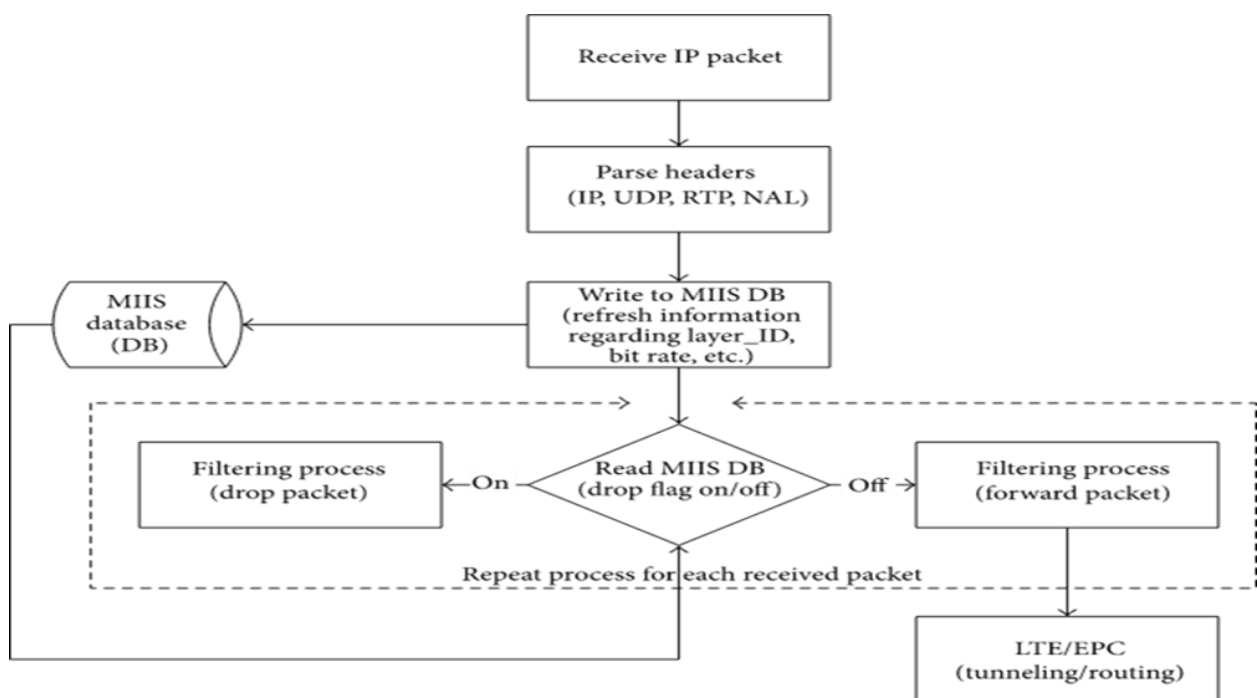 Receive IP packet
Parse headers
(IP, UDP, RTP, NAL)
MIIS
database
(DB)
Write to MIIS DB
(refresh information
regarding layer_ID,
bit rate, etc.)
Filtering process
(drop packet)
On
Read MIIS DB
(drop flag on/off)
Off
Filtering process
(forward packet)
Repeat process for each received packet
LTE/EPC
(tunneling/routing)